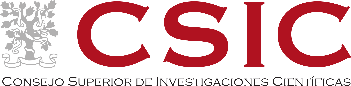 CSIC
CONSEJO SUPERIOR DE INVESTIGACIONES CIENTÍFICAS